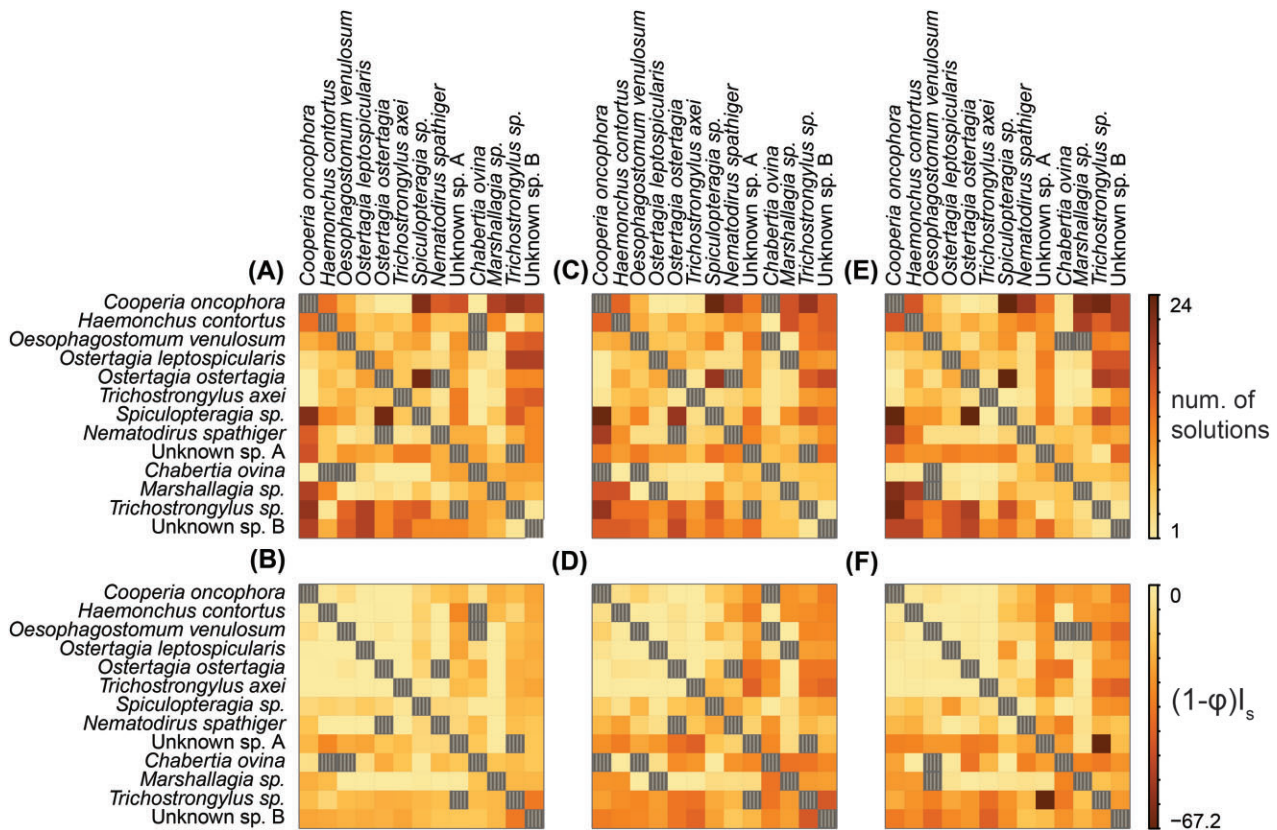 Cooperia oncophora
Haemonchus contortus
Oesophagostomum venulosum
Ostertagia leptospicularis
Ostertagia ostertagia
Trichostrongylus axei
Spiculopteragia sp.
Nematodirus spathiger
Unknown sp. A
Chabertia ovina
Marshallagia sp.
Trichostrongylus sp.
Unknown sp. B
Cooperia oncophora
Haemonchus contortus
Oesophagostomum venulosum
Ostertagia leptospicularis
Ostertagia ostertagia
Trichostrongylus axei
Spiculopteragia sp.
Nematodirus spathiger
Unknown sp. A
Chabertia ovina
Marshallagia sp.
Trichostrongylus sp.
Unknown sp. B
Cooperia oncophora
Haemonchus contortus
Oesophagostomum venulosum
Ostertagia leptospicularis
Ostertagia ostertagia
Trichostrongylus axei
Spiculopteragia sp.
Nematodirus spathiger
Unknown sp. A
Chabertia ovina
Marshallagia sp.
Trichostrongylus sp.
Unknown sp. B
(A)
(C)
(E)
Cooperia oncophora
Haemonchus contortus
Oesophagostomum venulosum
Ostertagia leptospicularis
Ostertagia ostertagia
Trichostrongylus axei
Spiculopteragia sp.
Nematodirus spathiger
Unknown sp. A
Chabertia ovina
Marshallagia sp.
Trichostrongylus sp.
Unknown sp. B
24
num. of
solutions
1
(B)
(D)
(F)
Cooperia oncophora
Haemonchus contortus
Oesophagostomum venulosum
Ostertagia leptospicularis
Ostertagia ostertagia
Trichostrongylus axei
Spiculopteragia sp.
Nematodirus spathiger
Unknown sp. A
Chabertia ovina
Marshallagia sp.
Trichostrongylus sp.
Unknown sp. B
0
(1-φ)I_s
−67.2